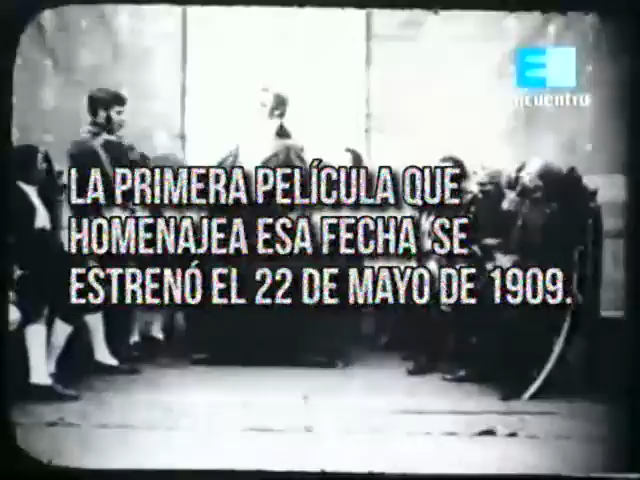 Encuentro
LA PRIMERA PELÍCULA QUE
HOMENAJEA ESA FECHA SE
ESTRENÓ EL 22 DE MAYO DE 1909.